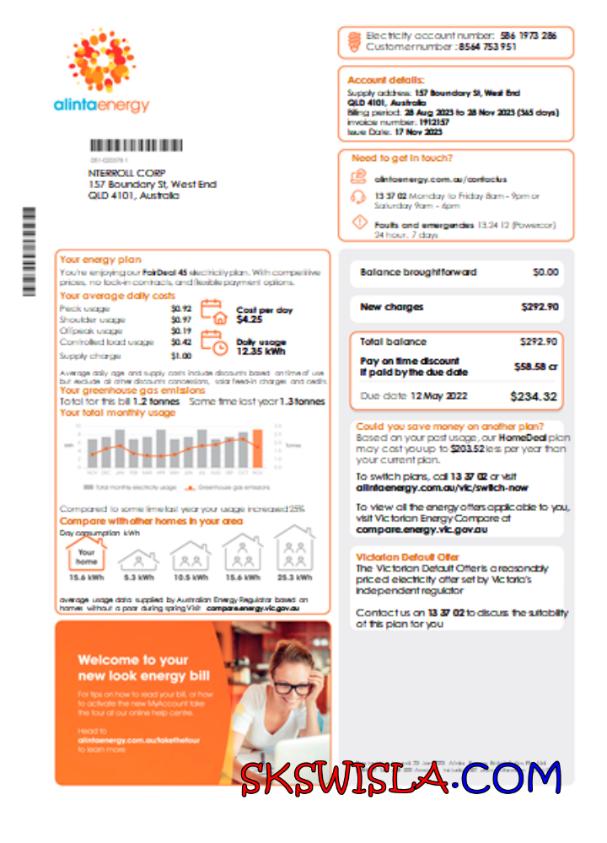 alintaenergy
Electricity account number: 586 1973 286
Customer number : 8564 753 951
Account details:
Supply address: 157 Boundary St, West End
QLD 4101, Australia
Billing period: 28 Aug 2023 to 28 Nov 2023 (365 days)
invoice number: 1912157
Issue Date: 17 Nov 2023
NTERROLL CORP
157 Boundary St, West End
QLD 4101, Australia
Need to get in touch?
alintaenergy.com.au/contactus
13 37 02 Monday to Friday 8am - 9pm or
Saturday 9am - 6pm
Faults and emergencies 13 24 12 (Powercor)
24 hour, 7 days
Your energy plan
You're enjoying our FairDeal 45 electricity plan. With competitive
prices, no lock-in contracts, and flexible payment options.
Your average daily costs
Peck usage $0.92
Shoulder usage $0.97
Offpeak usage $0.19
Controlled load usage $0.42
Supply charge $1.00
Cost per day
$4.25
Daily usage
12.35 kWh
Average daily age and supply costs include discounts based on time of use
but exclude all other discounts concessions, solar feed-in charges and credits
Your greenhouse gas emissions
Total for this bill 1.2 tonnes Same time last year 1.3 tonnes
Your total monthly usage
kWh
Tonnes
NOV DEC JAN FEB MAR APR MAY JUN JUL AUG SEP OCT NOV
Total monthly electricity usage Greenhouse gas emissions
Compared to same time last year your usage increased 25%
Compare with other homes in your area
Day consumption kWh
Your
home
15.6 kWh 5.3 kWh 10.5 kWh 15.6 kWh 25.3 kWh
average usage data supplied by Australian Energy Regulator based on
homes without a poor during spring Visit compare.energy.vic.gov.au
Balance brought forward $0.00
New charges $292.90
Total balance $292.90
Pay on time discount
if paid by the due date $58.58 cr
Due date 12 May 2022 $234.32
Could you save money on another plan?
Based on your past usage, our HomeDeal plan
may cost you up to $203.52 less per year than
your current plan.
To switch plans, call 13 37 02 or visit
alintaenergy.com.au/vic/switch-now
To view all the energy offers applicable to you,
visit Victorian Energy Compare at
compare.energy.vic.gov.au
Victorian Default Offer
The Victorian Default Offer is a reasonably
priced electricity offer set by Victoria's
independent regulator
Contact us on 13 37 02 to discuss the suitability
of this plan for you
Welcome to your
new look energy bill
For tips on how to read your bill, or how
to activate the new MyAccount take
the tour at our online help centre.
Head to
alintaenergy.com.au/takethetour
to learn more
SKSWISLA.COM